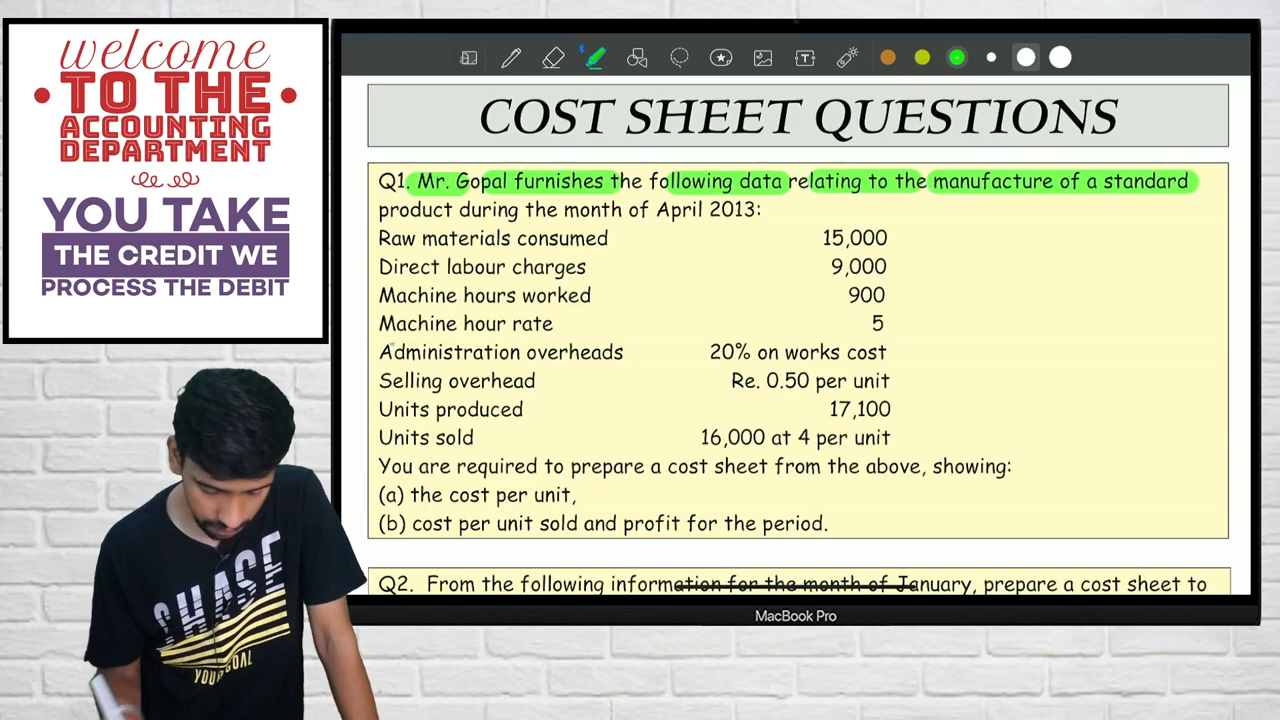 welcome
TO THE
ACCOUNTING
DEPARTMENT
YOU TAKE
THE CREDIT WE
PROCESS THE DEBIT
COST SHEET QUESTIONS
Q1. Mr. Gopal furnishes the following data relating to the manufacture of a standard
product during the month of April 2013:
Raw materials consumed 15,000
Direct labour charges 9,000
Machine hours worked 900
Machine hour rate 5
Administration overheads 20% on works cost
Selling overhead Re. 0.50 per unit
Units produced 17,100
Units sold 16,000 at 4 per unit
You are required to prepare a cost sheet from the above, showing:
(a) the cost per unit,
(b) cost per unit sold and profit for the period.
Q2. From the following information for the month of January, prepare a cost sheet to
MacBook Pro
CHASE
YOUR GOAL